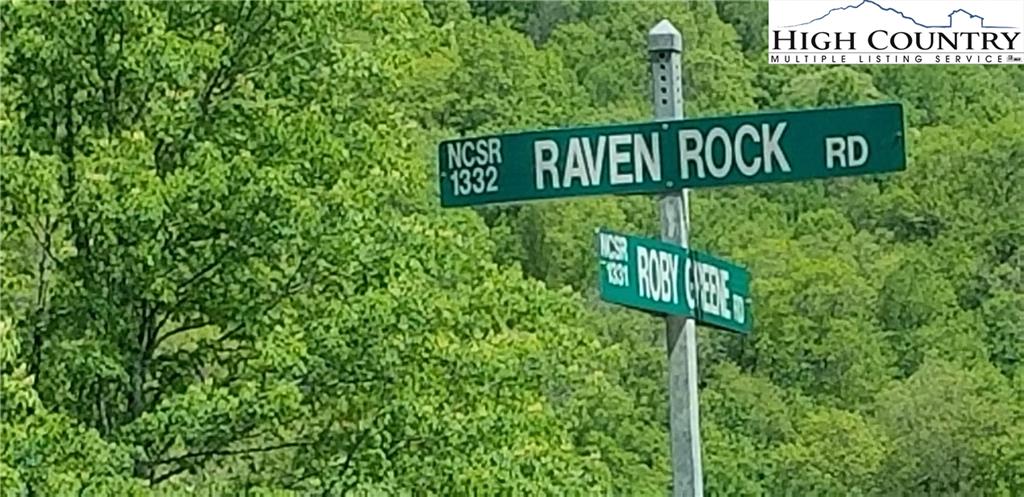 HIGH COUNTRY
MULTIPLE LISTING SERVICE
NCSR
1332
RAVEN ROCK RD
NCSR
1331
ROBY GREENE RD